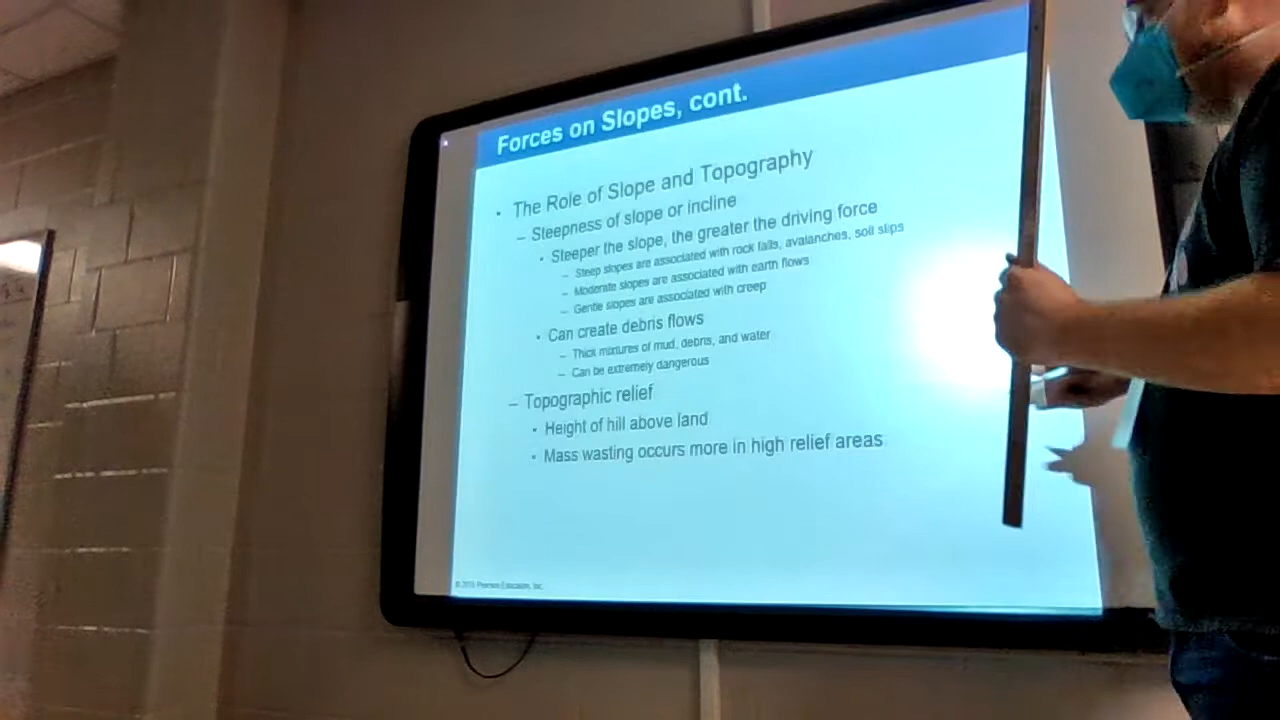 Forces on Slopes, cont.
• The Role of Slope and Topography
– Steepness of slope or incline
• Steeper the slope, the greater the driving force
– Steep slopes are associated with rock falls, avalanches, soil slips
– Moderate slopes are associated with earth flows
– Gentle slopes are associated with creep
• Can create debris flows
– Thick mixtures of mud, debris, and water
– Can be extremely dangerous
– Topographic relief
• Height of hill above land
• Mass wasting occurs more in high relief areas
Pearson Education, Inc.